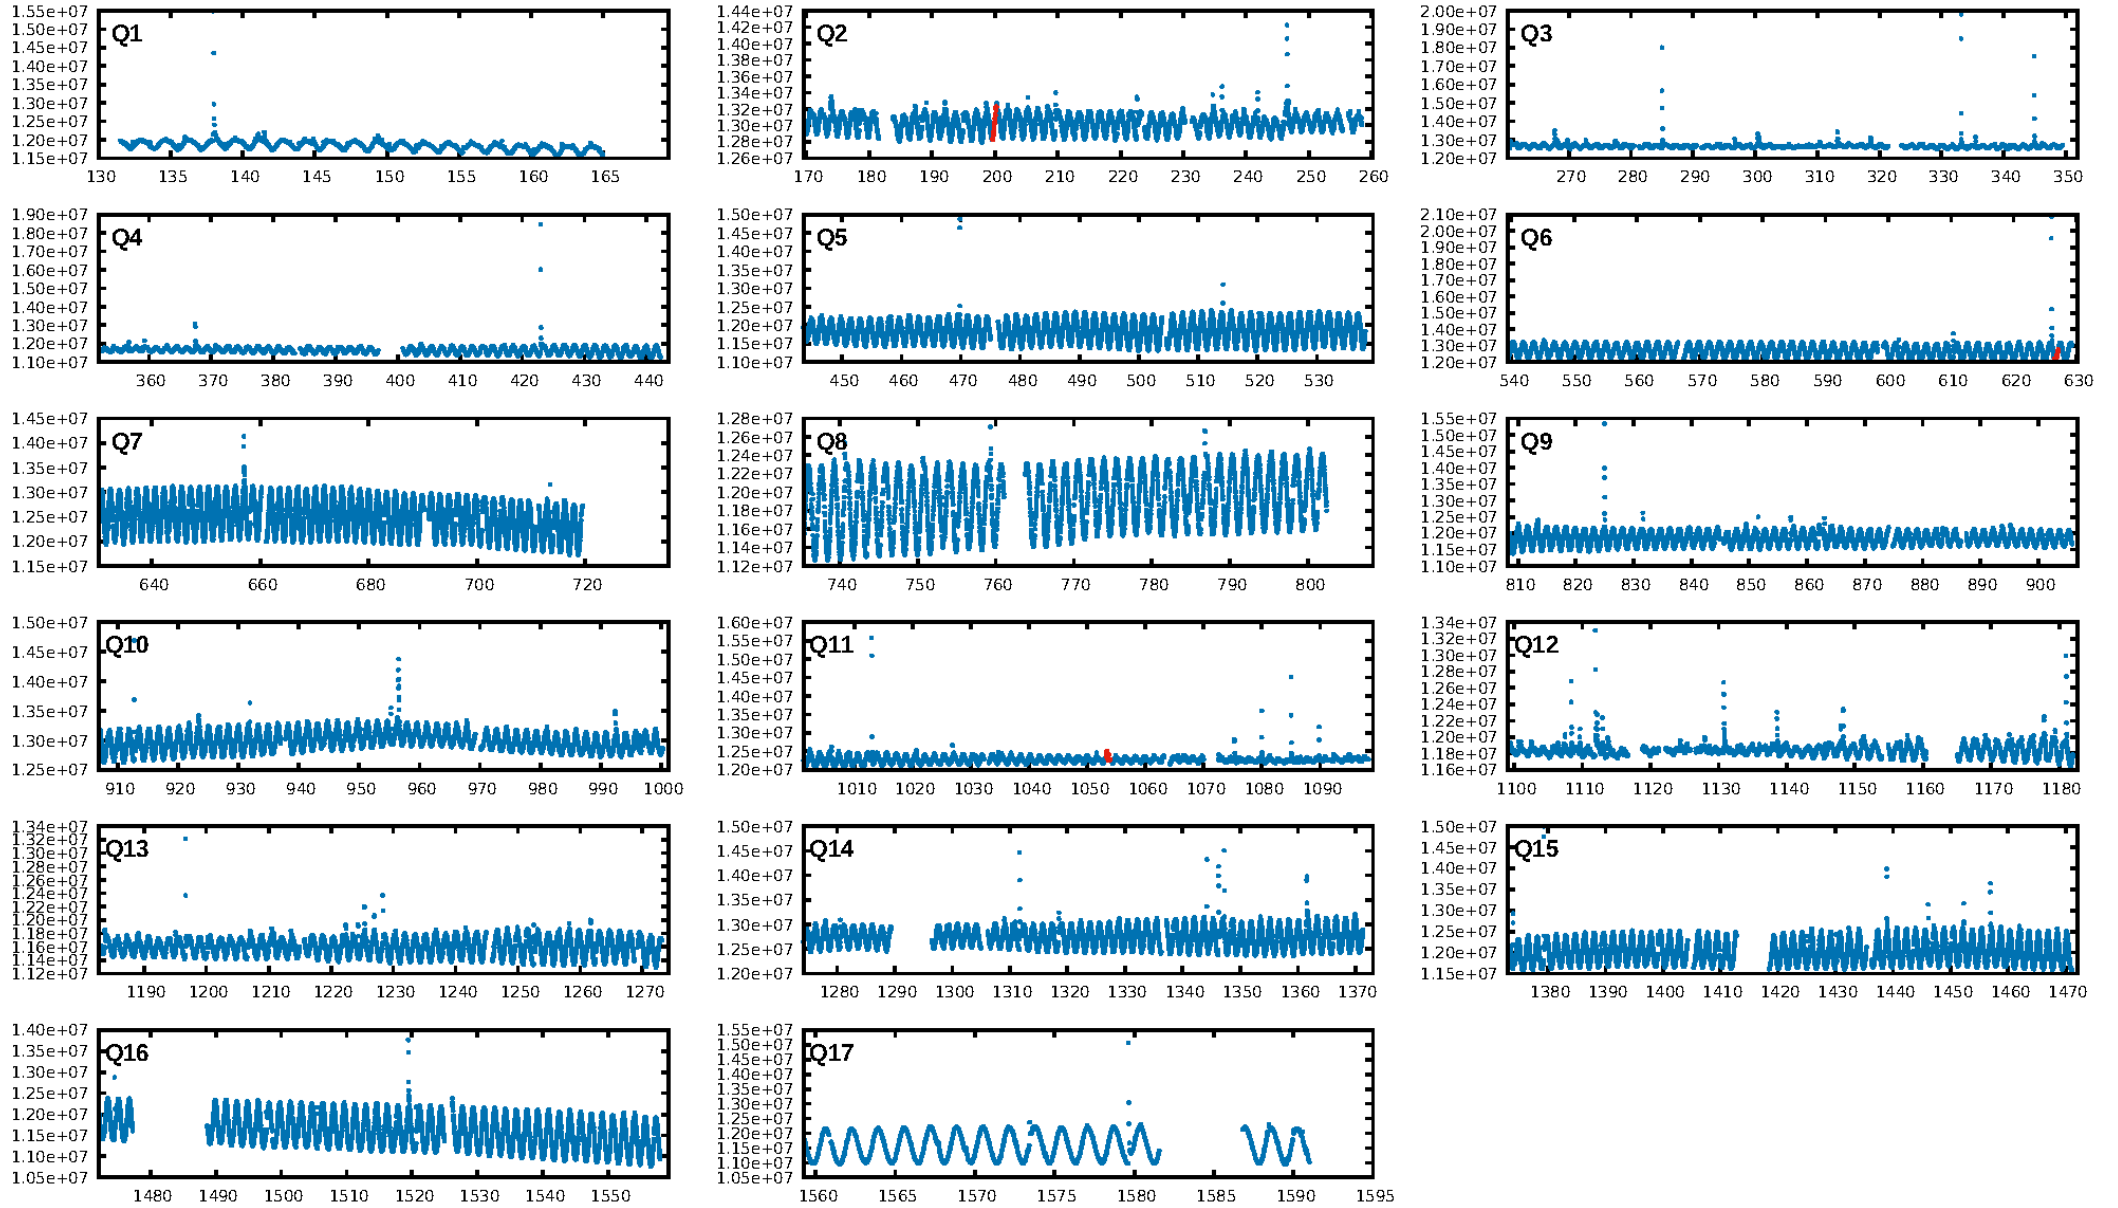 1.55e+07
1.50e+07
Q1
1.45e+07
1.40e+07
1.35e+07
1.30e+07
1.25e+07
1.20e+07
1.15e+07
130 135 140 145 150 155 160 165
1.44e+07
1.42e+07
Q2
1.40e+07
1.38e+07
1.36e+07
1.34e+07
1.32e+07
1.30e+07
1.28e+07
1.26e+07
170 180 190 200 210 220 230 240 250 260
2.00e+07
1.90e+07
Q3
1.80e+07
1.70e+07
1.60e+07
1.50e+07
1.40e+07
1.30e+07
1.20e+07
270 280 290 300 310 320 330 340 350
1.90e+07
1.80e+07
Q4
1.70e+07
1.60e+07
1.50e+07
1.40e+07
1.30e+07
1.20e+07
1.10e+07
360 370 380 390 400 410 420 430 440
1.50e+07
1.45e+07
Q5
1.40e+07
1.35e+07
1.30e+07
1.25e+07
1.20e+07
1.15e+07
1.10e+07
450 460 470 480 490 500 510 520 530
2.10e+07
2.00e+07
Q6
1.90e+07
1.80e+07
1.70e+07
1.60e+07
1.50e+07
1.40e+07
1.30e+07
1.20e+07
540 550 560 570 580 590 600 610 620 630
1.45e+07
Q7
1.40e+07
1.35e+07
1.30e+07
1.25e+07
1.20e+07
1.15e+07
640 660 680 700 720
1.28e+07
1.26e+07
Q8
1.24e+07
1.22e+07
1.20e+07
1.18e+07
1.16e+07
1.14e+07
1.12e+07
740 750 760 770 780 790 800
1.55e+07
1.50e+07
Q9
1.45e+07
1.40e+07
1.35e+07
1.30e+07
1.25e+07
1.20e+07
1.15e+07
1.10e+07
810 820 830 840 850 860 870 880 890 900
1.50e+07
Q10
1.45e+07
1.40e+07
1.35e+07
1.30e+07
1.25e+07
910 920 930 940 950 960 970 980 990 1000
1.60e+07
1.55e+07
Q11
1.50e+07
1.45e+07
1.40e+07
1.35e+07
1.30e+07
1.25e+07
1.20e+07
1010 1020 1030 1040 1050 1060 1070 1080 1090
1.34e+07
1.32e+07
Q12
1.30e+07
1.28e+07
1.26e+07
1.24e+07
1.22e+07
1.20e+07
1.18e+07
1.16e+07
1100 1110 1120 1130 1140 1150 1160 1170 1180
1.34e+07
1.32e+07
Q13
1.30e+07
1.28e+07
1.26e+07
1.24e+07
1.22e+07
1.20e+07
1.18e+07
1.16e+07
1.14e+07
1.12e+07
1190 1200 1210 1220 1230 1240 1250 1260 1270
1.50e+07
Q14
1.45e+07
1.40e+07
1.35e+07
1.30e+07
1.25e+07
1.20e+07
1280 1290 1300 1310 1320 1330 1340 1350 1360 1370
1.50e+07
Q15
1.45e+07
1.40e+07
1.35e+07
1.30e+07
1.25e+07
1.20e+07
1.15e+07
1380 1390 1400 1410 1420 1430 1440 1450 1460 1470
1.40e+07
Q16
1.35e+07
1.30e+07
1.25e+07
1.20e+07
1.15e+07
1.10e+07
1.05e+07
1480 1490 1500 1510 1520 1530 1540 1550
1.55e+07
1.50e+07
Q17
1.45e+07
1.40e+07
1.35e+07
1.30e+07
1.25e+07
1.20e+07
1.15e+07
1.10e+07
1.05e+07
1560 1565 1570 1575 1580 1585 1590 1595